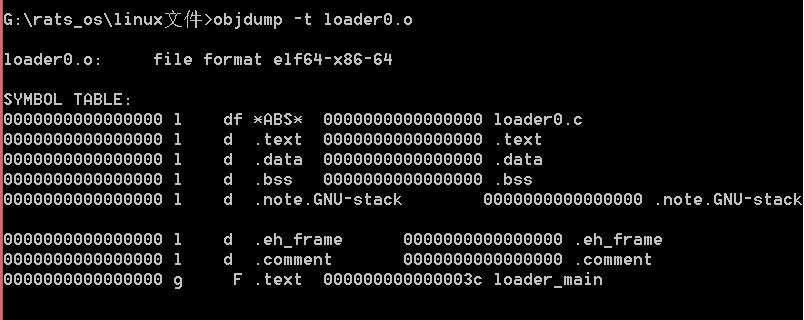 G:\rats_os\linux文件>objdump -t loader0.o
loader0.o:     file format elf64-x86-64
SYMBOL TABLE:
0000000000000000 l    df *ABS*  0000000000000000 loader0.c
0000000000000000 l    d  .text  0000000000000000 .text
0000000000000000 l    d  .data  0000000000000000 .data
0000000000000000 l    d  .bss   0000000000000000 .bss
0000000000000000 l    d  .note.GNU-stack        0000000000000000 .note.GNU-stack
0000000000000000 l    d  .eh_frame      0000000000000000 .eh_frame
0000000000000000 l    d  .comment       0000000000000000 .comment
0000000000000000 g     F .text  000000000000003c loader_main